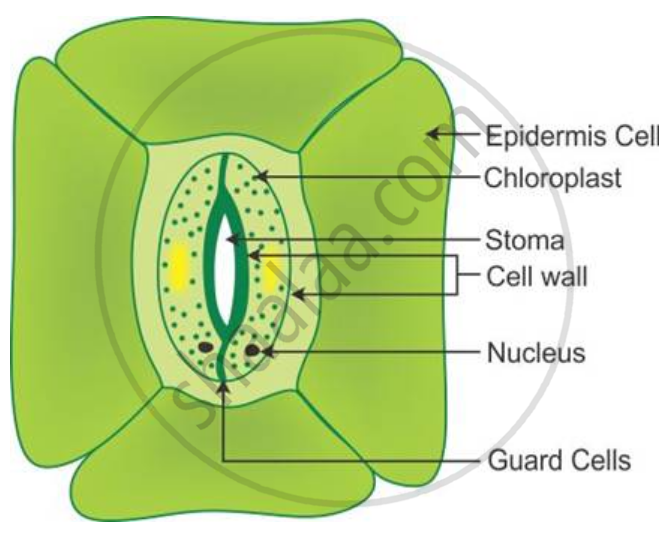 Epidermis Cell
Chloroplast
Stoma
Cell wall
Nucleus
Guard Cells
shaalaa.com